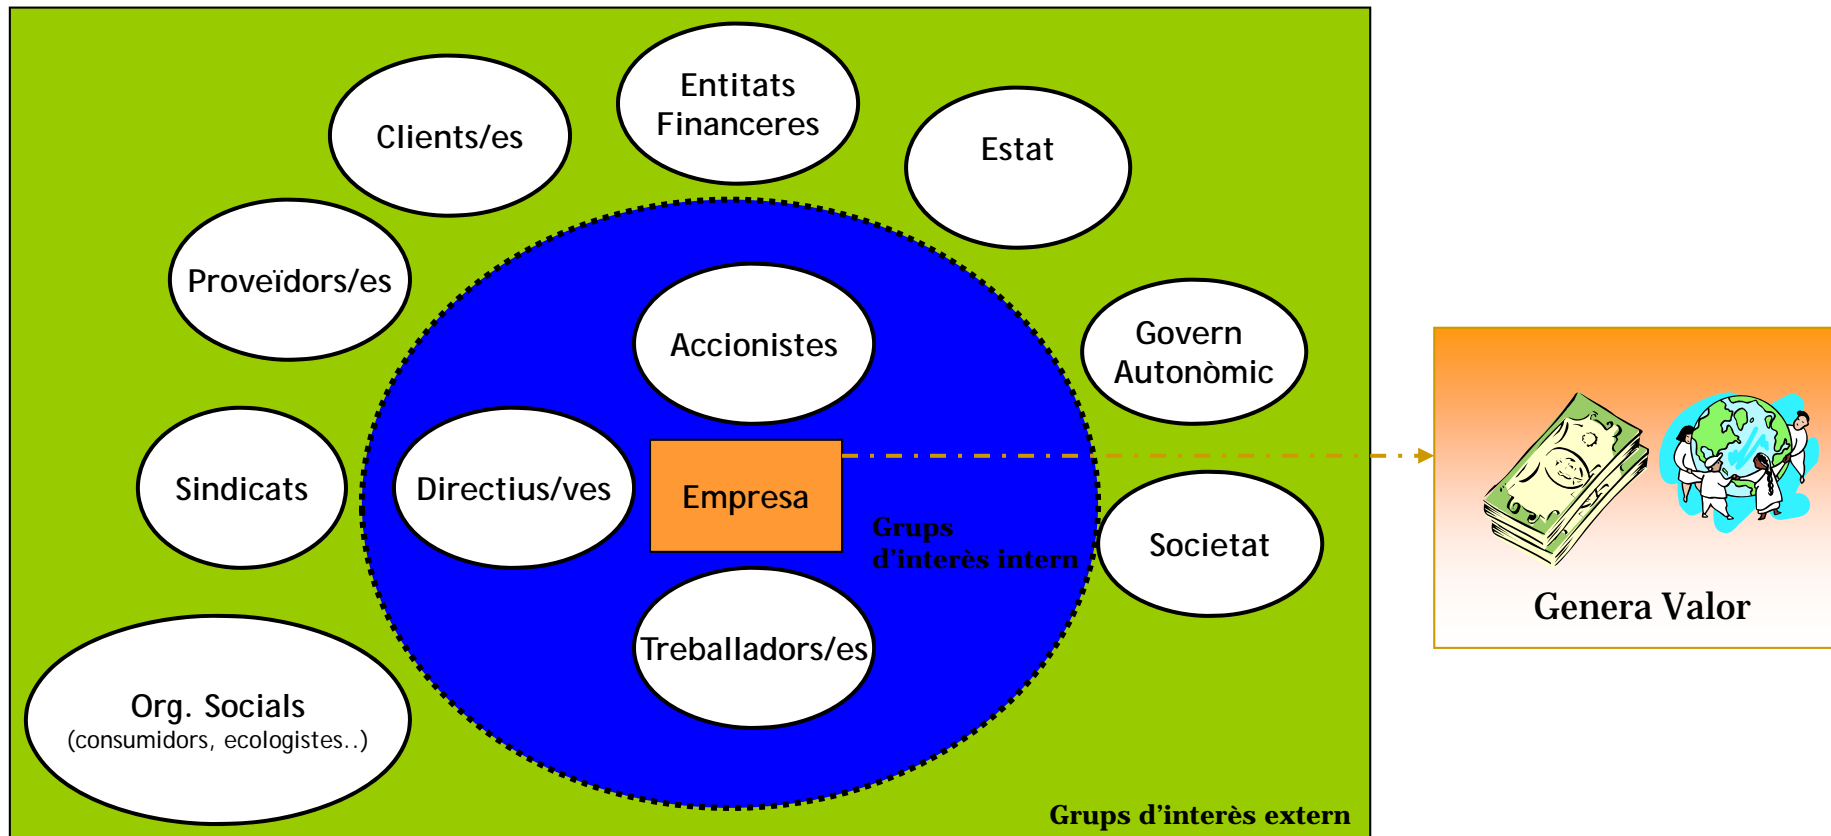 Entitats
Financeres
Clients/es
Estat
Proveïdors/es
Accionistes
Govern
Autonòmic
Sindicats
Directius/ves
Empresa
Grups
d'interès intern
Societat
Genera Valor
Treballadors/es
Org. Socials
(consumidors, ecologistes..)
Grups d'interès extern